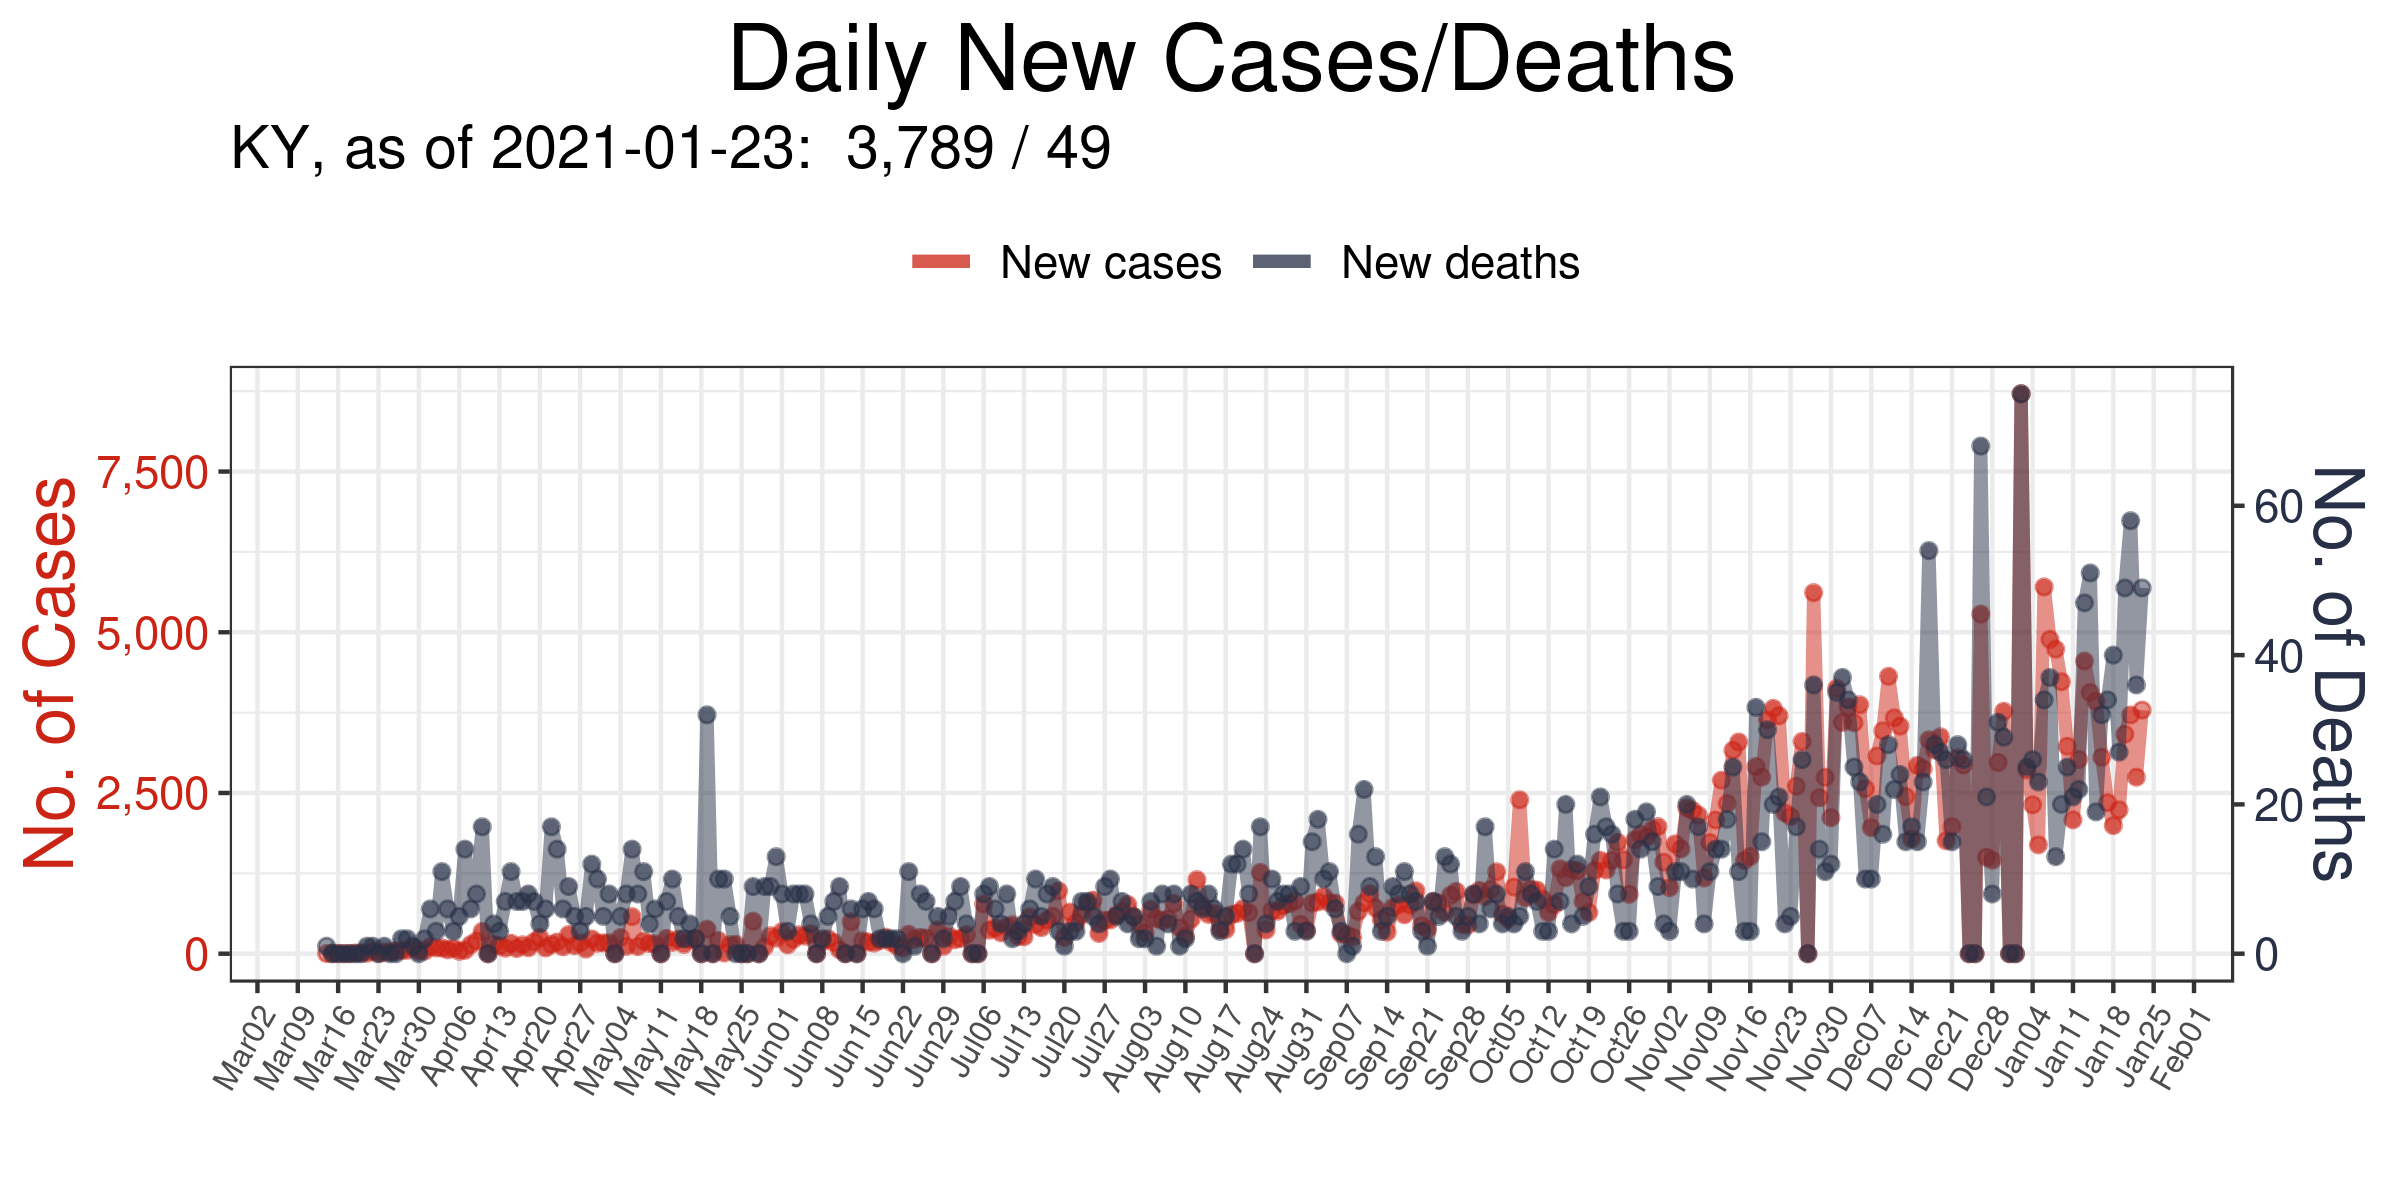 Daily New Cases/Deaths
KY, as of 2021-01-23:  3,789 / 49
New cases
New deaths
No. of Cases
7,500
5,000
2,500
0
No. of Deaths
60
40
20
0
Mar02
Mar09
Mar16
Mar23
Mar30
Apr06
Apr13
Apr20
Apr27
May04
May11
May18
May25
Jun01
Jun08
Jun15
Jun22
Jun29
Jul06
Jul13
Jul20
Jul27
Aug03
Aug10
Aug17
Aug24
Aug31
Sep07
Sep14
Sep21
Sep28
Oct05
Oct12
Oct19
Oct26
Nov02
Nov09
Nov16
Nov23
Nov30
Dec07
Dec14
Dec21
Dec28
Jan04
Jan11
Jan18
Jan25
Feb01